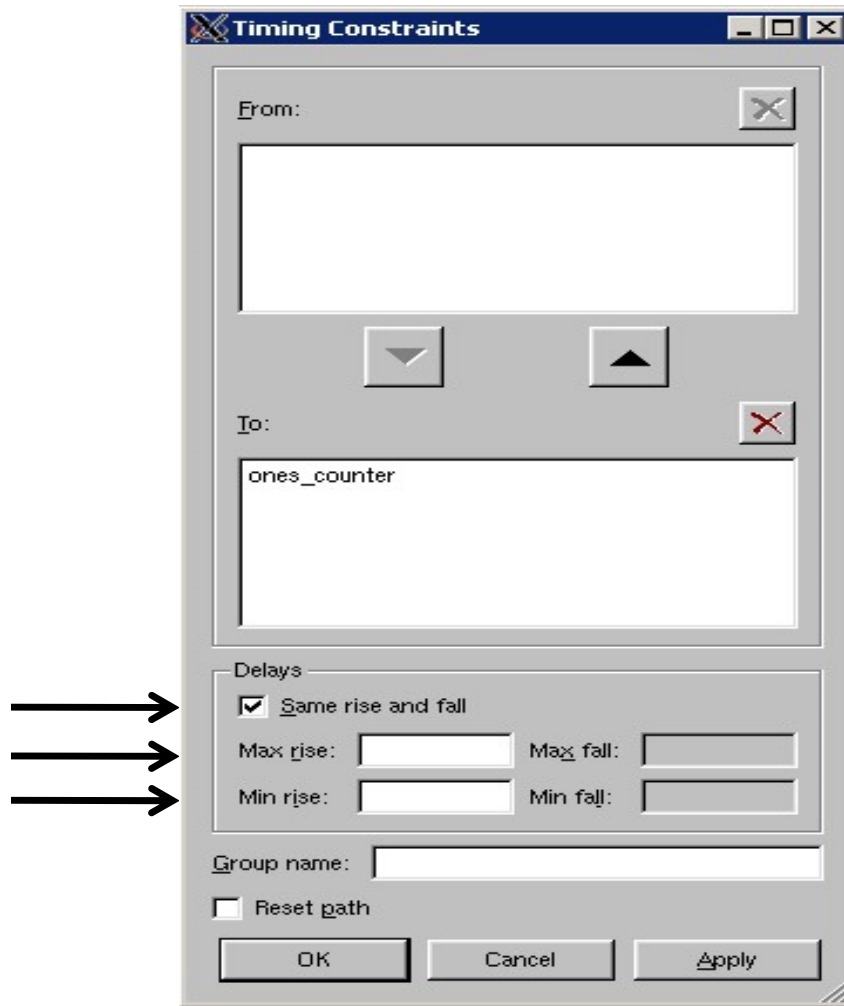 Timing Constraints
From:
To:
ones_counter
Delays
Same rise and fall
Max rise: Max fall:
Min rise: Min fall:
Group name:
Reset path
OK Cancel Apply